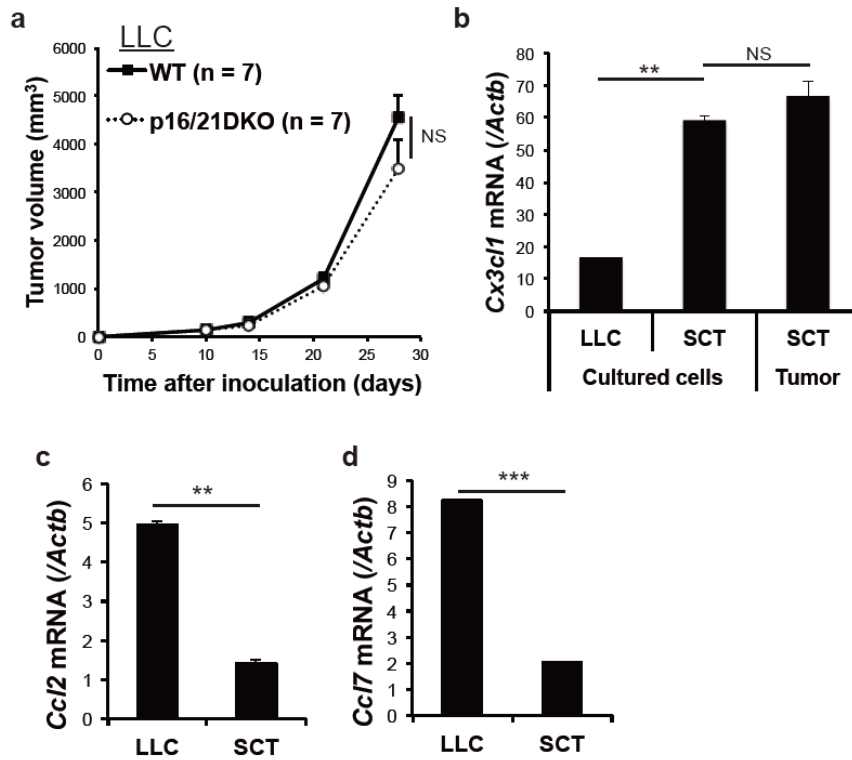 a
LLC
WT (n = 7)
p16/21DKO (n = 7)
NS
Tumor volume (mm3)
6000
5000
4000
3000
2000
1000
0
0 5 10 15 20 25 30
Time after inoculation (days)
b
Cx3cl1 mRNA (/Actb)
80
70
60
50
40
30
20
10
0
**
NS
LLC SCT SCT
Cultured cells Tumor
c
Ccl2 mRNA (/Actb)
6
5
4
3
2
1
0
**
LLC SCT
d
Ccl7 mRNA (/Actb)
9
8
7
6
5
4
3
2
1
0
***
LLC SCT